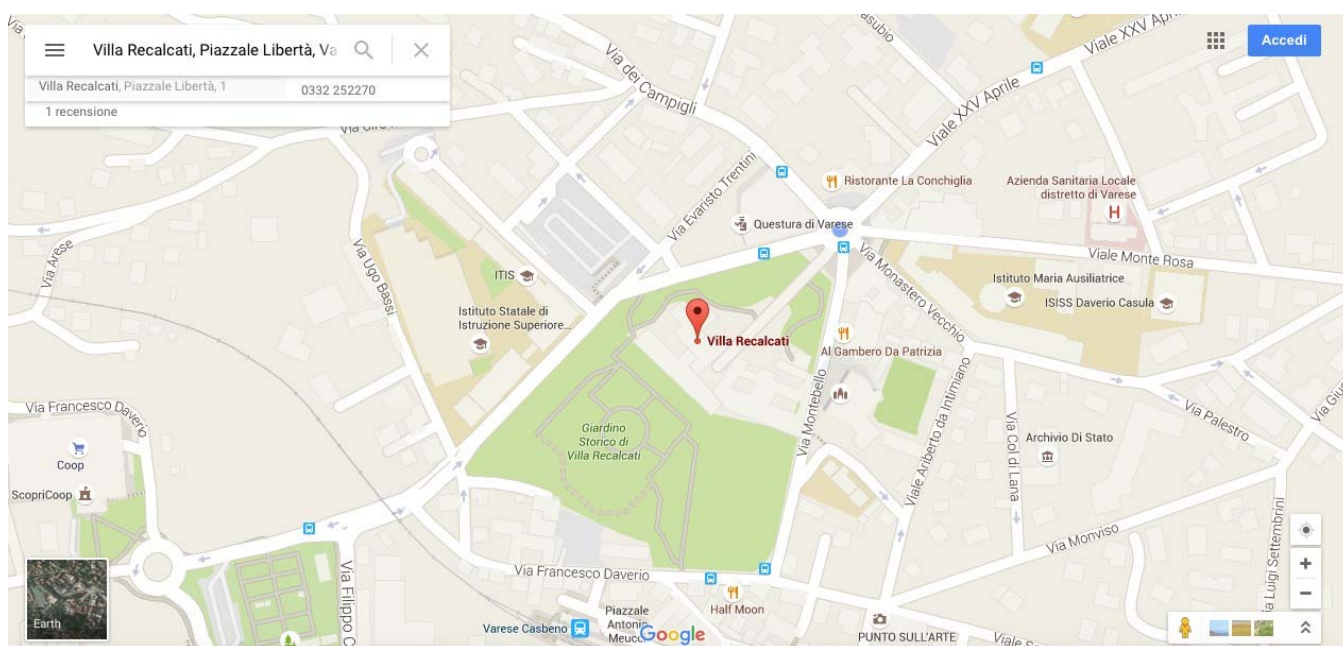 Villa Recalcati, Piazzale Libertà, Va
Accedi
Villa Recalcati, Piazzale Libertà, 1
0332 252270
1 recensione
Via dei Campigli
Viale XXV Aprile
Viale XXV Aprile
Via Evaristo Trentini
Ristorante La Conchiglia
Azienda Sanitaria Locale
distretto di Varese
Questura di Varese
Via Arese
Via Ugo Bassi
ITIS
Viale Monte Rosa
Via Monastero Vecchio
Istituto Maria Ausiliatrice
ISISS Daverio Casula
Istituto Statale di
Istruzione Superiore...
Villa Recalcati
Al Gambero Da Patrizia
Via Francesco Daverio
Giardino
Storico di
Villa Recalcati
Via Montebello
Viale Ariberto da Intimiano
Via Palestro
Via Col di Lana
Archivio Di Stato
Coop
ScopriCoop
Via Monviso
Via Luigi Settembrini
Via Francesco Daverio
Via Filippo C
Earth
Half Moon
Piazzale
Antonio
Meucc
Varese Casbeno
Google
PUNTO SULL'ARTE
Viale S